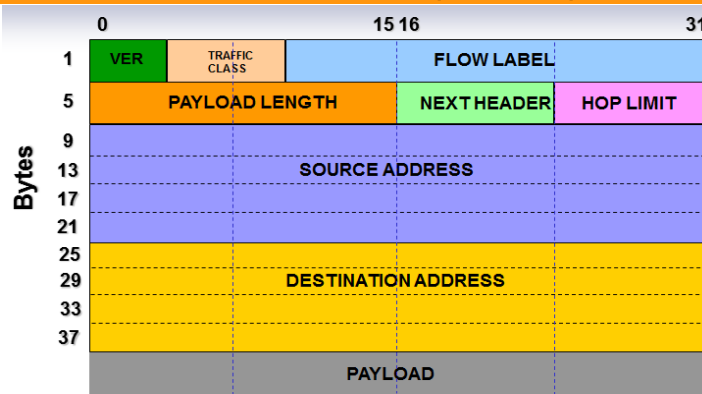 0 15 16 31
1 VER TRAFFIC CLASS FLOW LABEL
5 PAYLOAD LENGTH NEXT HEADER HOP LIMIT
9
13 SOURCE ADDRESS
17
21
25
29 DESTINATION ADDRESS
33
37
PAYLOAD
Bytes